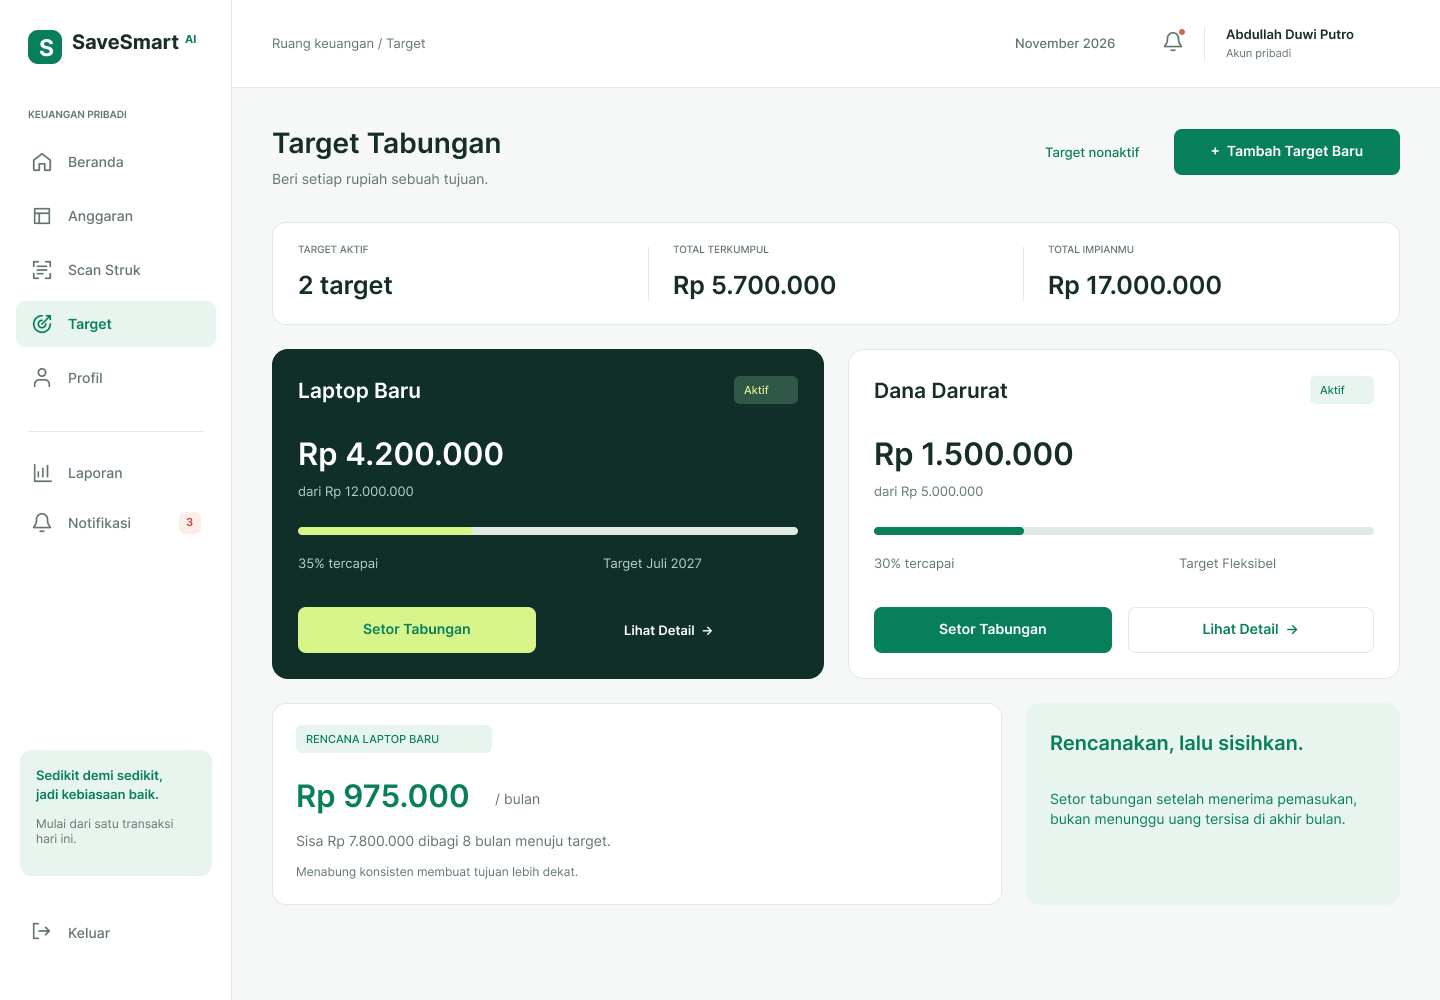 S SaveSmart AI
KEUANGAN PRIBADI
Beranda
Anggaran
Scan Struk
Target
Profil
Laporan
Notifikasi 3
Sedikit demi sedikit,
jadi kebiasaan baik.
Mulai dari satu transaksi
hari ini.
Keluar
Ruang keuangan / Target
November 2026
Abdullah Duwi Putro
Akun pribadi
Target Tabungan
Beri setiap rupiah sebuah tujuan.
Target nonaktif
+ Tambah Target Baru
TARGET AKTIF
2 target
TOTAL TERKUMPUL
Rp 5.700.000
TOTAL IMPIANMU
Rp 17.000.000
Laptop Baru
Aktif
Rp 4.200.000
dari Rp 12.000.000
35% tercapai
Target Juli 2027
Setor Tabungan
Lihat Detail →
Dana Darurat
Aktif
Rp 1.500.000
dari Rp 5.000.000
30% tercapai
Target Fleksibel
Setor Tabungan
Lihat Detail →
RENCANA LAPTOP BARU
Rp 975.000 / bulan
Sisa Rp 7.800.000 dibagi 8 bulan menuju target.
Menabung konsisten membuat tujuan lebih dekat.
Rencanakan, lalu sisihkan.
Setor tabungan setelah menerima pemasukan,
bukan menunggu uang tersisa di akhir bulan.